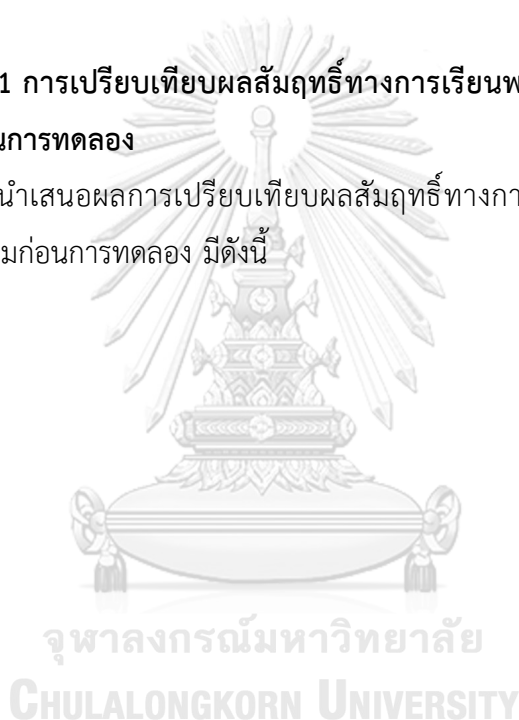 1 การเปรียบเทียบผลสัมฤทธิ์ทางการเรียนพ
นการทดลอง
นำเสนอผลการเปรียบเทียบผลสัมฤทธิ์ทางกา
มก่อนการทดลอง มีดังนี้
จุฬาลงกรณ์มหาวิทยาลัย
CHULALONGKORN UNIVERSITY